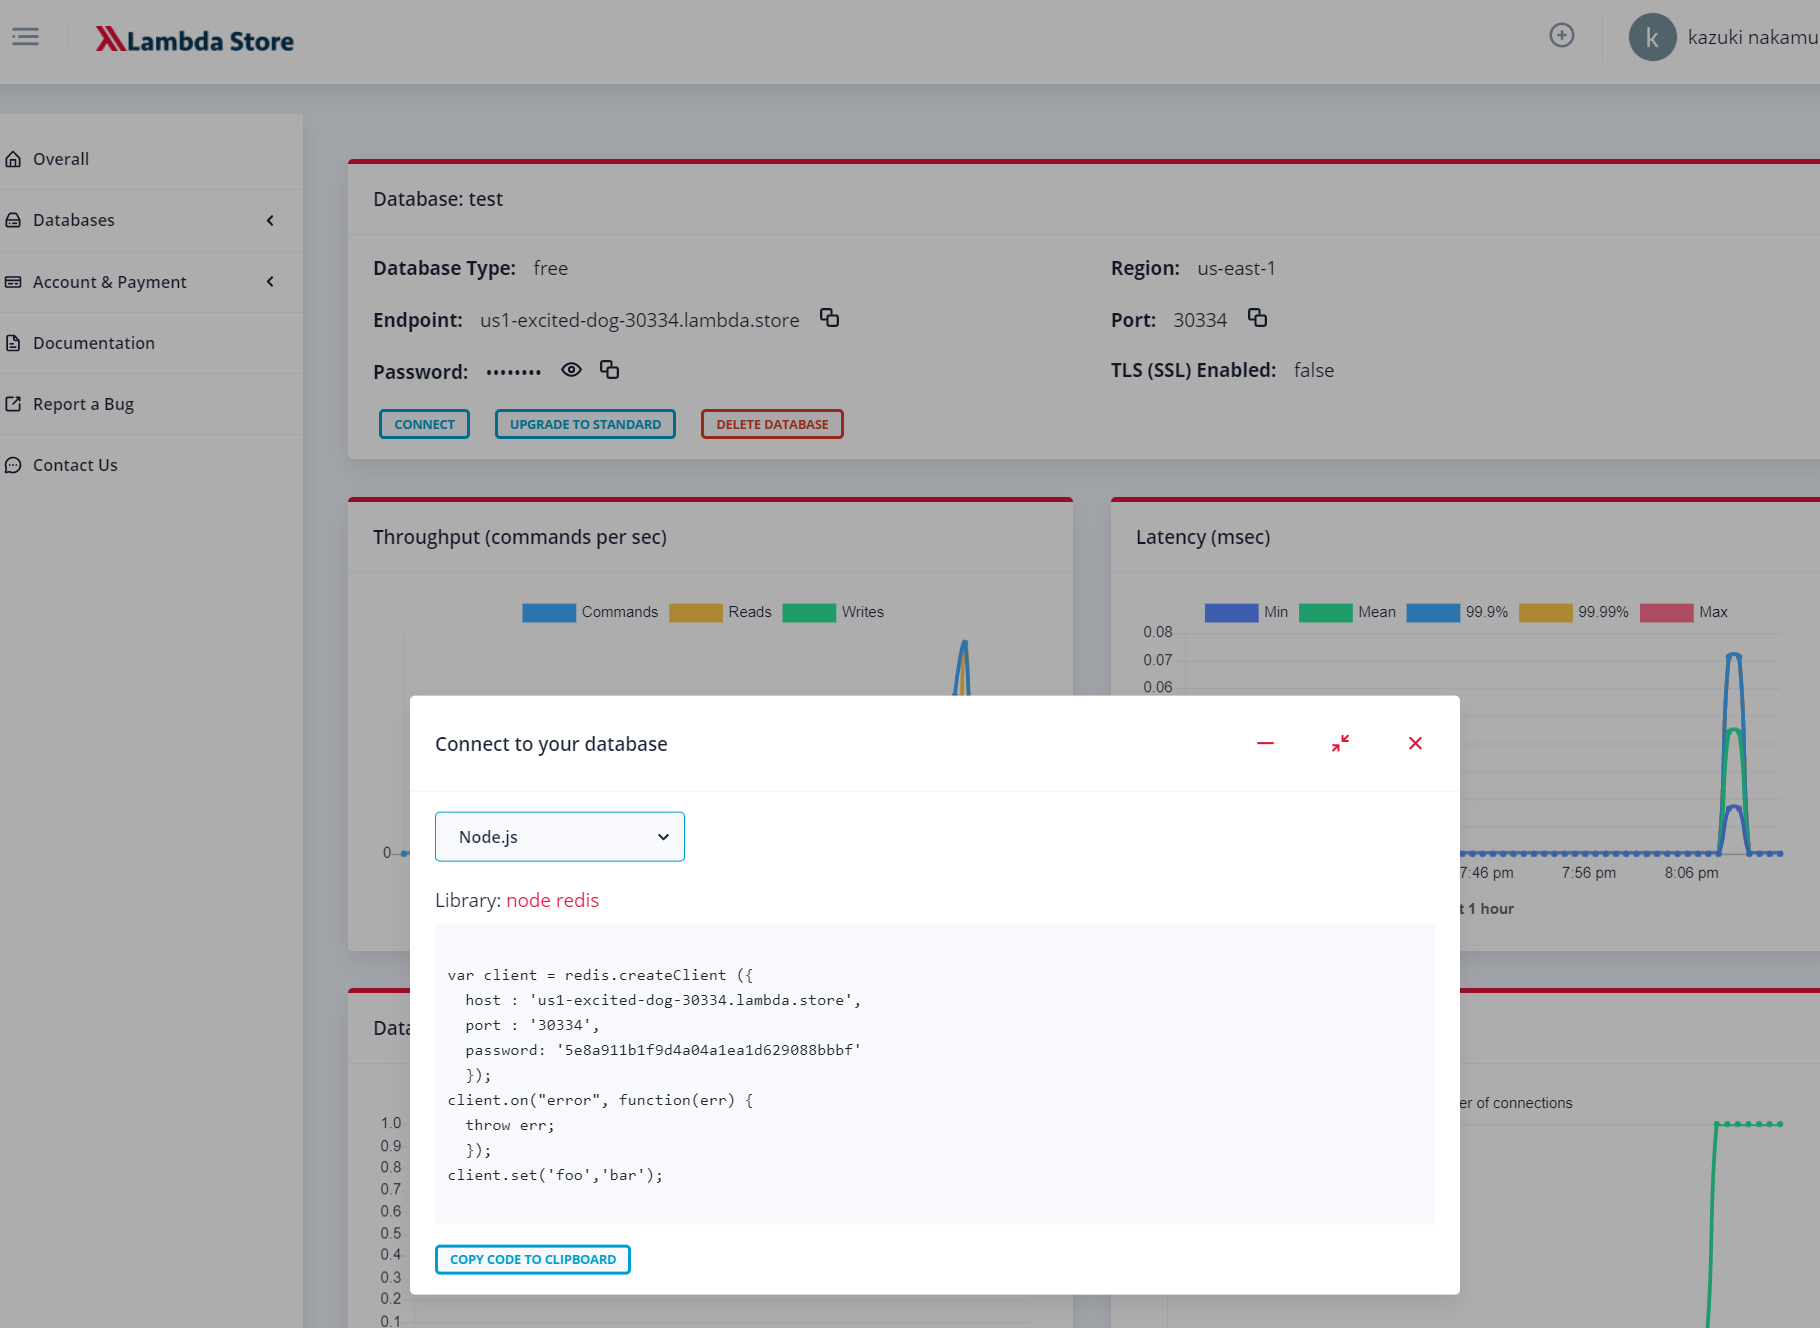 Lambda Store
k
kazuki nakamu
Overall
Databases
Account & Payment
Documentation
Report a Bug
Contact Us
Database: test
Database Type: free
Region: us-east-1
Endpoint: us1-excited-dog-30334.lambda.store
Port: 30334
Password: ••••••••
TLS (SSL) Enabled: false
CONNECT
UPGRADE TO STANDARD
DELETE DATABASE
Throughput (commands per sec)
Commands Reads Writes
0
Latency (msec)
Min Mean 99.9% 99.99% Max
0.08
0.07
0.06
7:46 pm 7:56 pm 8:06 pm
t 1 hour
Connect to your database
Node.js
Library: node redis
var client = redis.createClient ({
host : 'us1-excited-dog-30334.lambda.store',
port : '30334',
password: '5e8a911b1f9d4a04a1ea1d629088bbbf'
});
client.on("error", function(err) {
throw err;
});
client.set('foo','bar');
COPY CODE TO CLIPBOARD
Data
1.0
0.9
0.8
0.7
0.6
0.5
0.4
0.3
0.2
0.1
er of connections